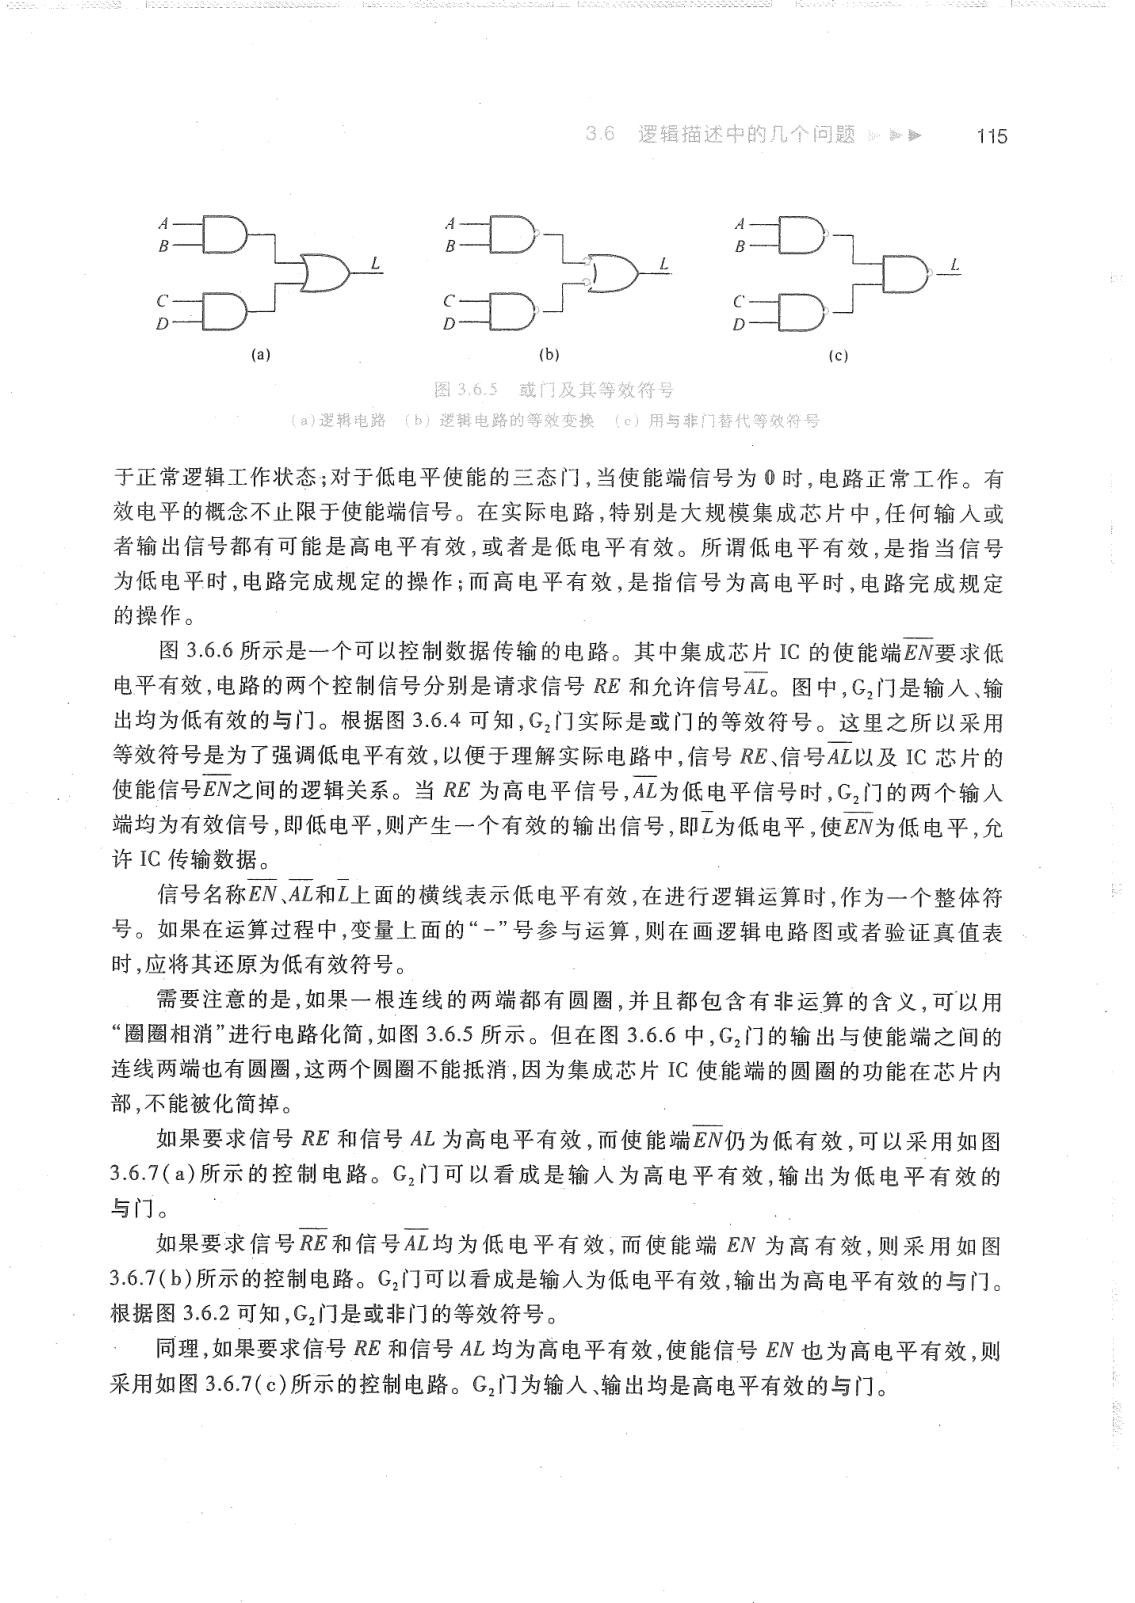 3.6 逻辑描述中的几个问题 115
A
B
C
D
L
(a)
A
B
C
D
L
(b)
A
B
C
D
L
(c)
图 3.6.5 或门及其等效符号
(a)逻辑电路 (b)逻辑电路的等效变换 (c)用与非门替代等效符号
于正常逻辑工作状态;对于低电平使能的三态门,当使能端信号为 0 时,电路正常工作。有
效电平的概念不止限于使能端信号。在实际电路,特别是大规模集成芯片中,任何输入或
者输出信号都有可能是高电平有效,或者是低电平有效。所谓低电平有效,是指当信号
为低电平时,电路完成规定的操作;而高电平有效,是指信号为高电平时,电路完成规定
的操作。
图 3.6.6 所示是一个可以控制数据传输的电路。其中集成芯片 IC 的使能端E̅N̅要求低
电平有效,电路的两个控制信号分别是请求信号 RE 和允许信号A̅L̅。图中,G₂门是输入、输
出均为低有效的与门。根据图 3.6.4 可知,G₂门实际是或门的等效符号。这里之所以采用
等效符号是为了强调低电平有效,以便于理解实际电路中,信号 RE、信号A̅L̅以及 IC 芯片的
使能信号E̅N̅之间的逻辑关系。当 RE 为高电平信号,A̅L̅为低电平信号时,G₂门的两个输入
端均为有效信号,即低电平,则产生一个有效的输出信号,即L̅为低电平,使E̅N̅为低电平,允
许 IC 传输数据。
信号名称E̅N̅、A̅L̅和L̅上面的横线表示低电平有效,在进行逻辑运算时,作为一个整体符
号。如果在运算过程中,变量上面的“-”号参与运算,则在画逻辑电路图或者验证真值表
时,应将其还原为低有效符号。
需要注意的是,如果一根连线的两端都有圆圈,并且都包含有非运算的含义,可以用
“圈圈相消”进行电路化简,如图 3.6.5 所示。但在图 3.6.6 中,G₂门的输出与使能端之间的
连线两端也有圆圈,这两个圆圈不能抵消,因为集成芯片 IC 使能端的圆圈的功能在芯片内
部,不能被化简掉。
如果要求信号 RE 和信号 AL 为高电平有效,而使能端E̅N̅仍为低有效,可以采用如图
3.6.7(a)所示的控制电路。G₂门可以看成是输入为高电平有效,输出为低电平有效的
与门。
如果要求信号R̅E̅和信号A̅L̅均为低电平有效,而使能端 EN 为高有效,则采用如图
3.6.7(b)所示的控制电路。G₂门可以看成是输入为低电平有效,输出为高电平有效的与门。
根据图 3.6.2 可知,G₂门是或非门的等效符号。
同理,如果要求信号 RE 和信号 AL 均为高电平有效,使能信号 EN 也为高电平有效,则
采用如图 3.6.7(c)所示的控制电路。G₂门为输入、输出均是高电平有效的与门。